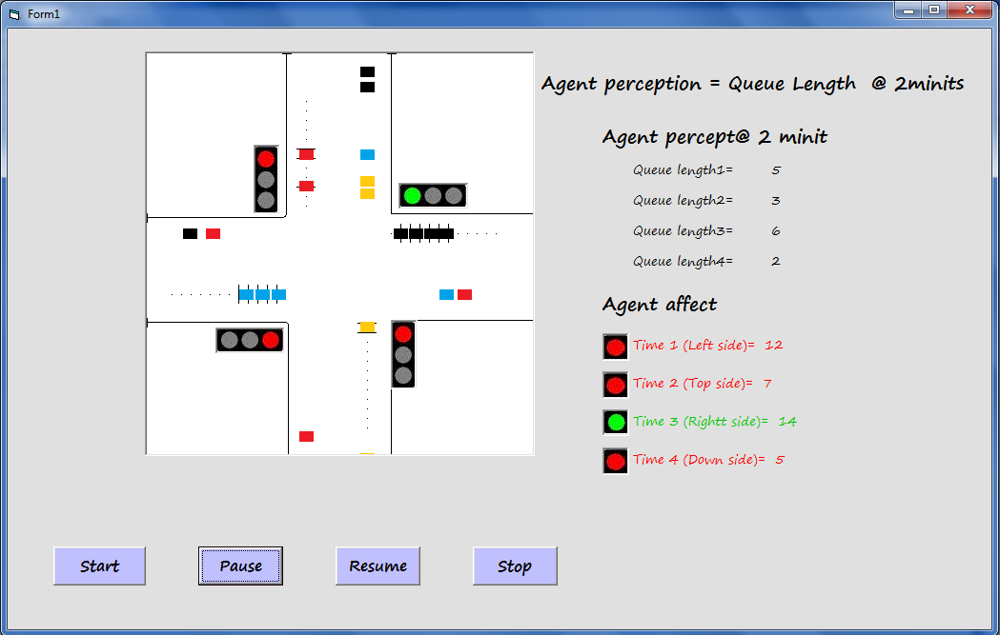 Form1
Agent perception = Queue Length @ 2minits
Agent percept@ 2 minit
Queue length1= 5
Queue length2= 3
Queue length3= 6
Queue length4= 2
Agent affect
Time 1 (Left side)= 12
Time 2 (Top side)= 7
Time 3 (Rightt side)= 14
Time 4 (Down side)= 5
Start Pause Resume Stop